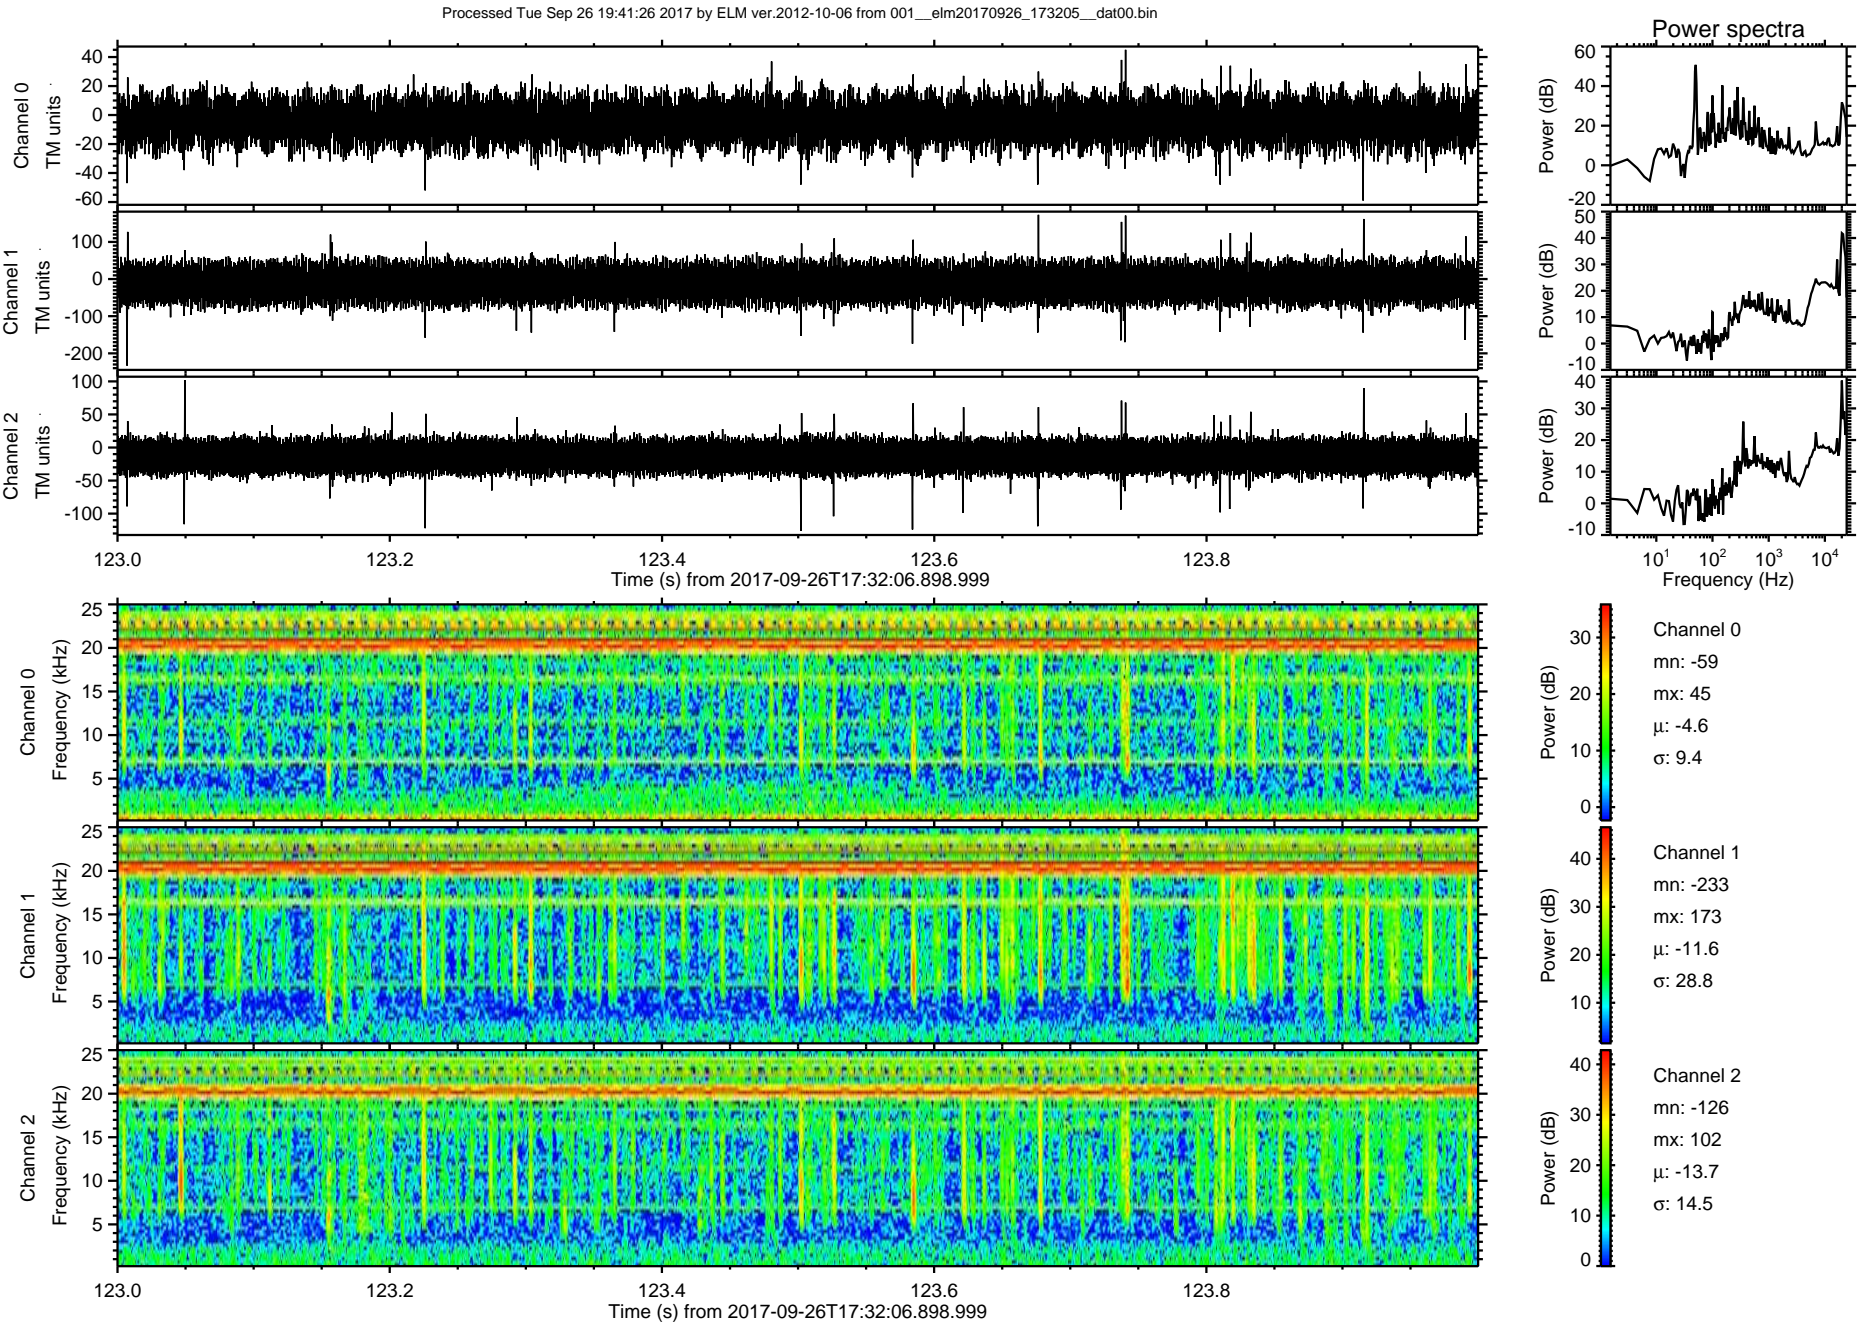 Processed Tue Sep 26 19:41:26 2017 by ELM ver.2012-10-06 from 001__elm20170926_173205__dat00.bin
Power spectra
Channel 0
TM units
40
20
0
-20
-40
-60
Power (dB)
60
40
20
0
-20
Channel 1
TM units
100
0
-100
-200
Power (dB)
50
40
30
20
10
0
-10
Channel 2
TM units
100
50
0
-50
-100
Power (dB)
40
30
20
10
0
-10
123.0 123.2 123.4 123.6 123.8
Time (s) from 2017-09-26T17:32:06.898.999
10^1 10^2 10^3 10^4
Frequency (Hz)
Channel 0
Frequency (kHz)
25
20
15
10
5
Power (dB)
30
20
10
0
Channel 0
mn: -59
mx: 45
μ: -4.6
σ: 9.4
Channel 1
Frequency (kHz)
25
20
15
10
5
Power (dB)
40
30
20
10
Channel 1
mn: -233
mx: 173
μ: -11.6
σ: 28.8
Channel 2
Frequency (kHz)
25
20
15
10
5
Power (dB)
40
30
20
10
0
Channel 2
mn: -126
mx: 102
μ: -13.7
σ: 14.5
123.0 123.2 123.4 123.6 123.8
Time (s) from 2017-09-26T17:32:06.898.999